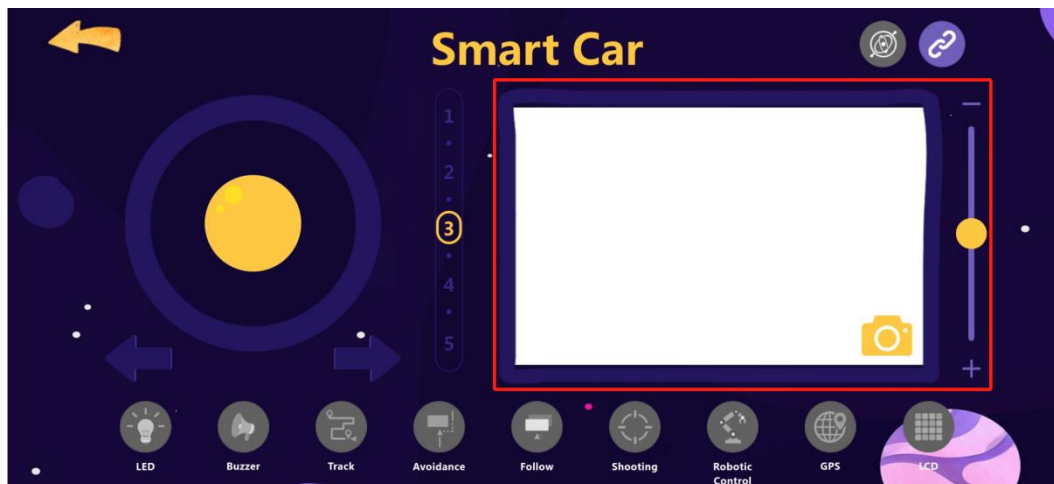 Smart Car
1
2
3
4
5
LED
Buzzer
Track
Avoidance
Follow
Shooting
Robotic
Control
GPS
LCD